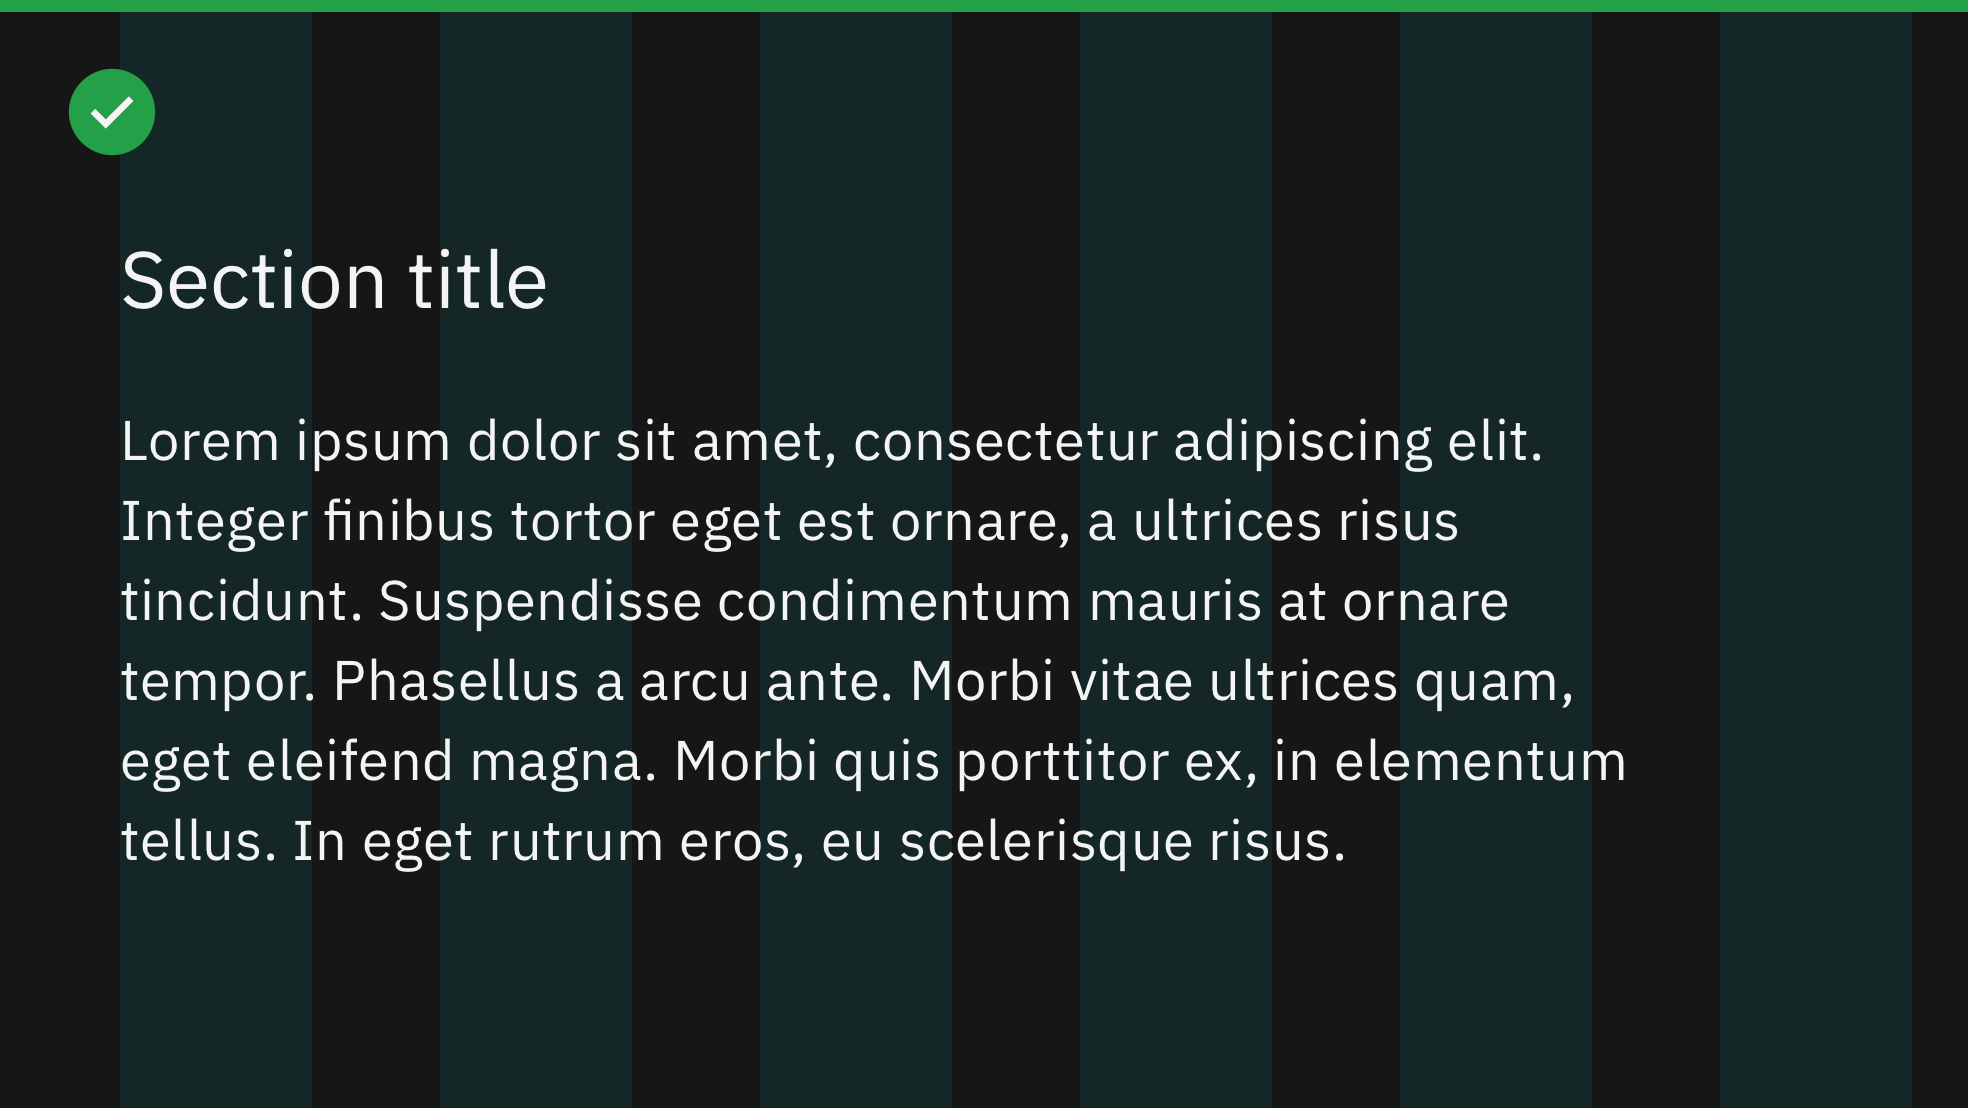 Section title
Lorem ipsum dolor sit amet, consectetur adipiscing elit.
Integer finibus tortor eget est ornare, a ultrices risus
tincidunt. Suspendisse condimentum mauris at ornare
tempor. Phasellus a arcu ante. Morbi vitae ultrices quam,
eget eleifend magna. Morbi quis porttitor ex, in elementum
tellus. In eget rutrum eros, eu scelerisque risus.